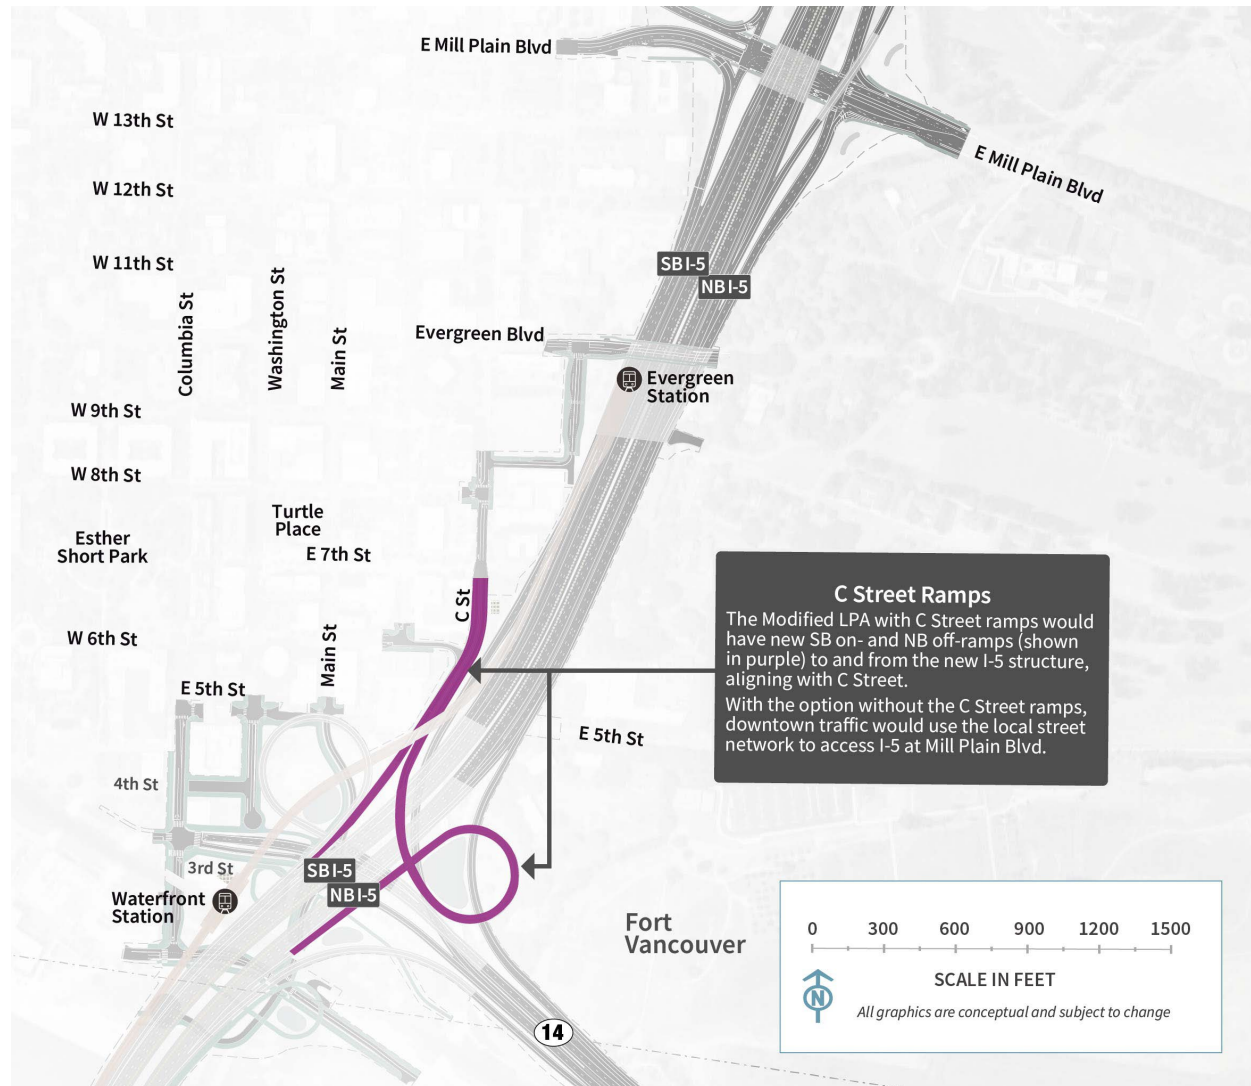 E Mill Plain Blvd
W 13th St
E Mill Plain Blvd
W 12th St
W 11th St
SB I-5
NB I-5
Columbia St
Washington St
Main St
Evergreen Blvd
Evergreen
Station
W 9th St
W 8th St
Turtle
Place
Esther
Short Park
E 7th St
C St
W 6th St
Main St
E 5th St
E 5th St
C Street Ramps
The Modified LPA with C Street ramps would
have new SB on- and NB off-ramps (shown
in purple) to and from the new I-5 structure,
aligning with C Street.
With the option without the C Street ramps,
downtown traffic would use the local street
network to access I-5 at Mill Plain Blvd.
4th St
3rd St
SB I-5
NB I-5
Waterfront
Station
Fort
Vancouver
14
0 300 600 900 1200 1500
SCALE IN FEET
N
All graphics are conceptual and subject to change